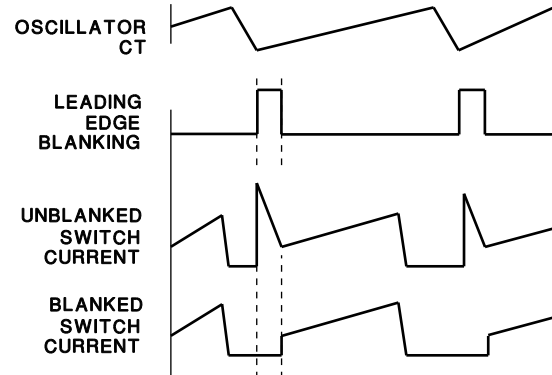 OSCILLATOR
CT
LEADING
EDGE
BLANKING
UNBLANKED
SWITCH
CURRENT
BLANKED
SWITCH
CURRENT